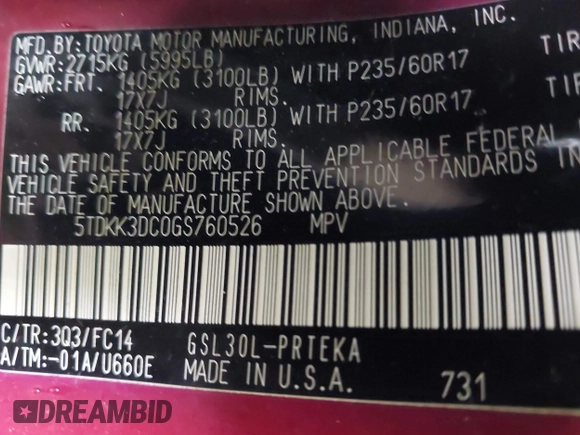 MFD.BY:TOYOTA MOTOR MANUFACTURING, INDIANA, INC.
GVWR:2715KG (5995LB)
GAWR:FRT. 1405KG (3100LB) WITH P235/60R17 TIR
17X7J RIMS.
RR. 1405KG (3100LB) WITH P235/60R17 TIR
17X7J RIMS.
THIS VEHICLE CONFORMS TO ALL APPLICABLE FEDERAL
VEHICLE SAFETY AND THEFT PREVENTION STANDARDS IN
THE DATE OF MANUFACTURE SHOWN ABOVE.
5TDKK3DC0GS760526 MPV
C/TR:3Q3/FC14 GSL30L-PRTEKA
A/TM:-01A/U660E MADE IN U.S.A. 731
DREAMBID